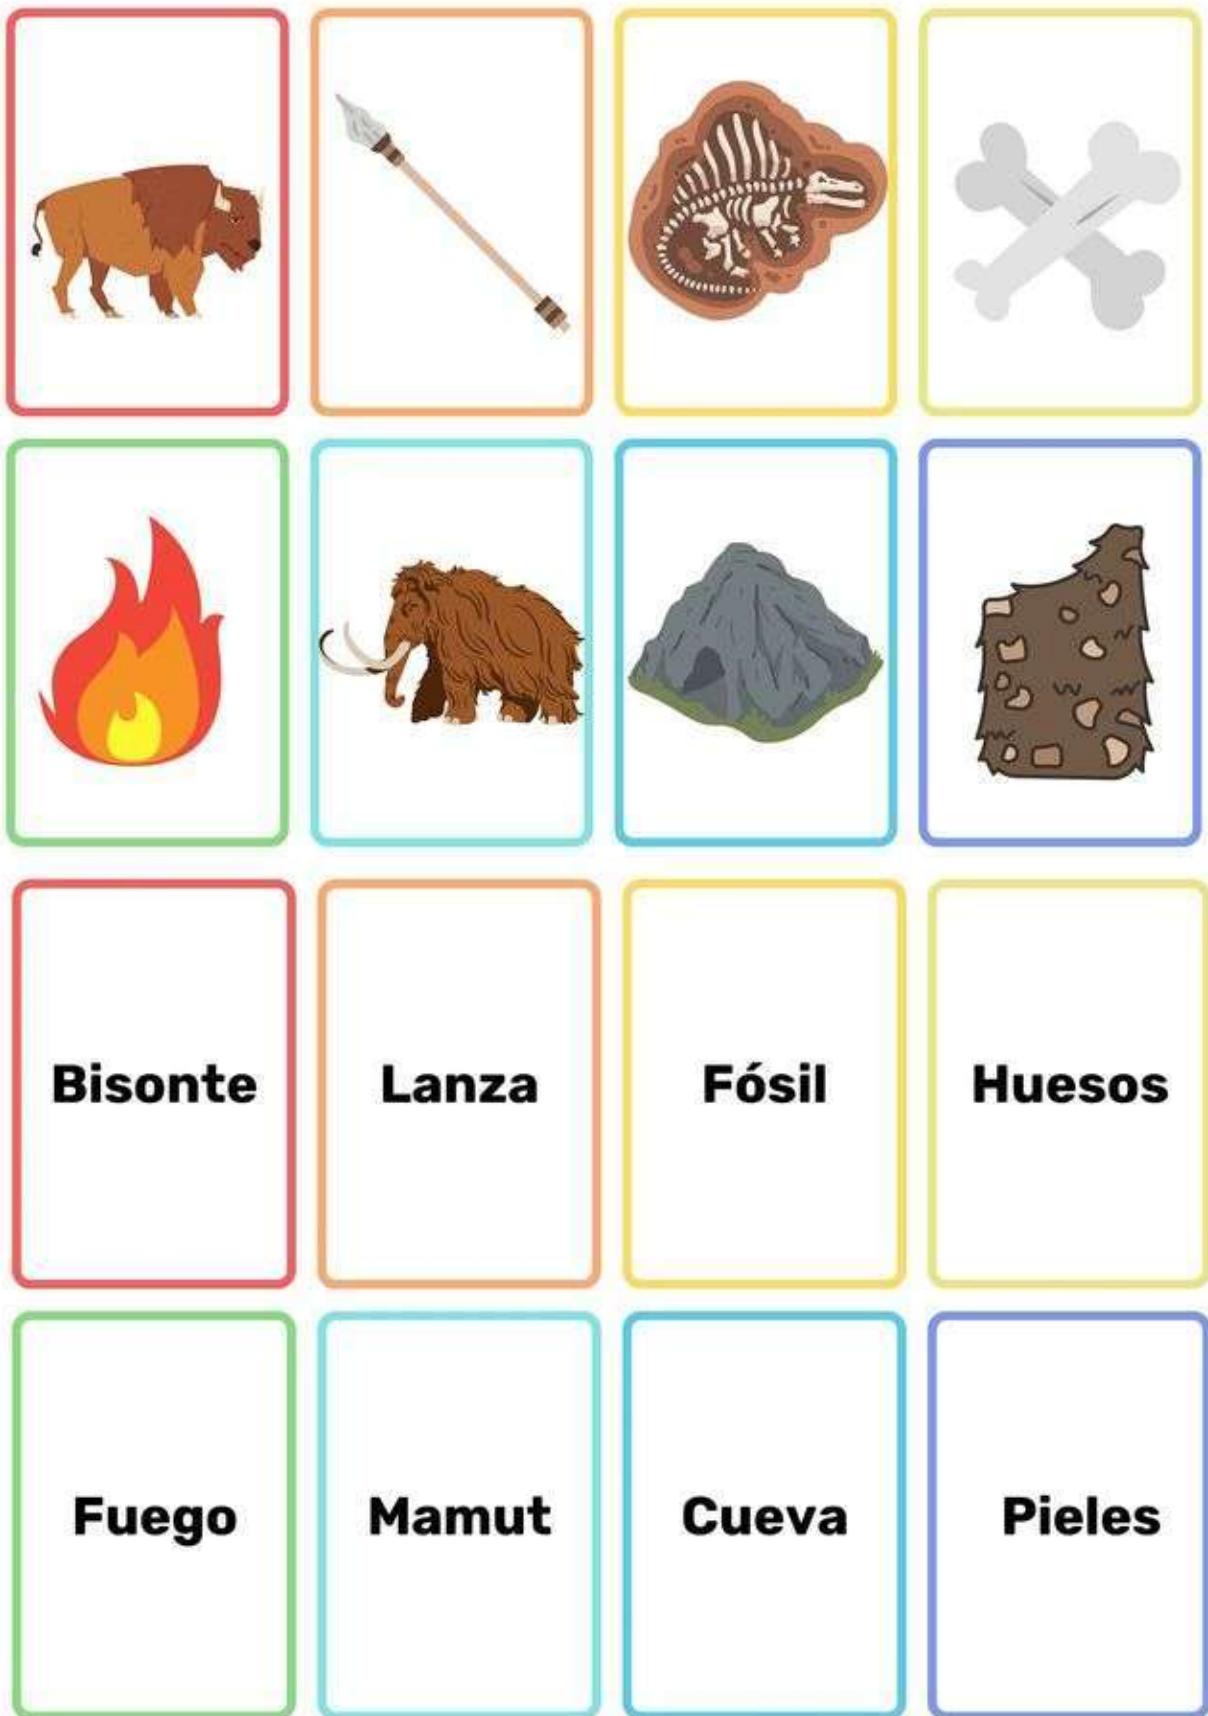 Bisonte
Lanza
Fósil
Huesos
Fuego
Mamut
Cueva
Pieles